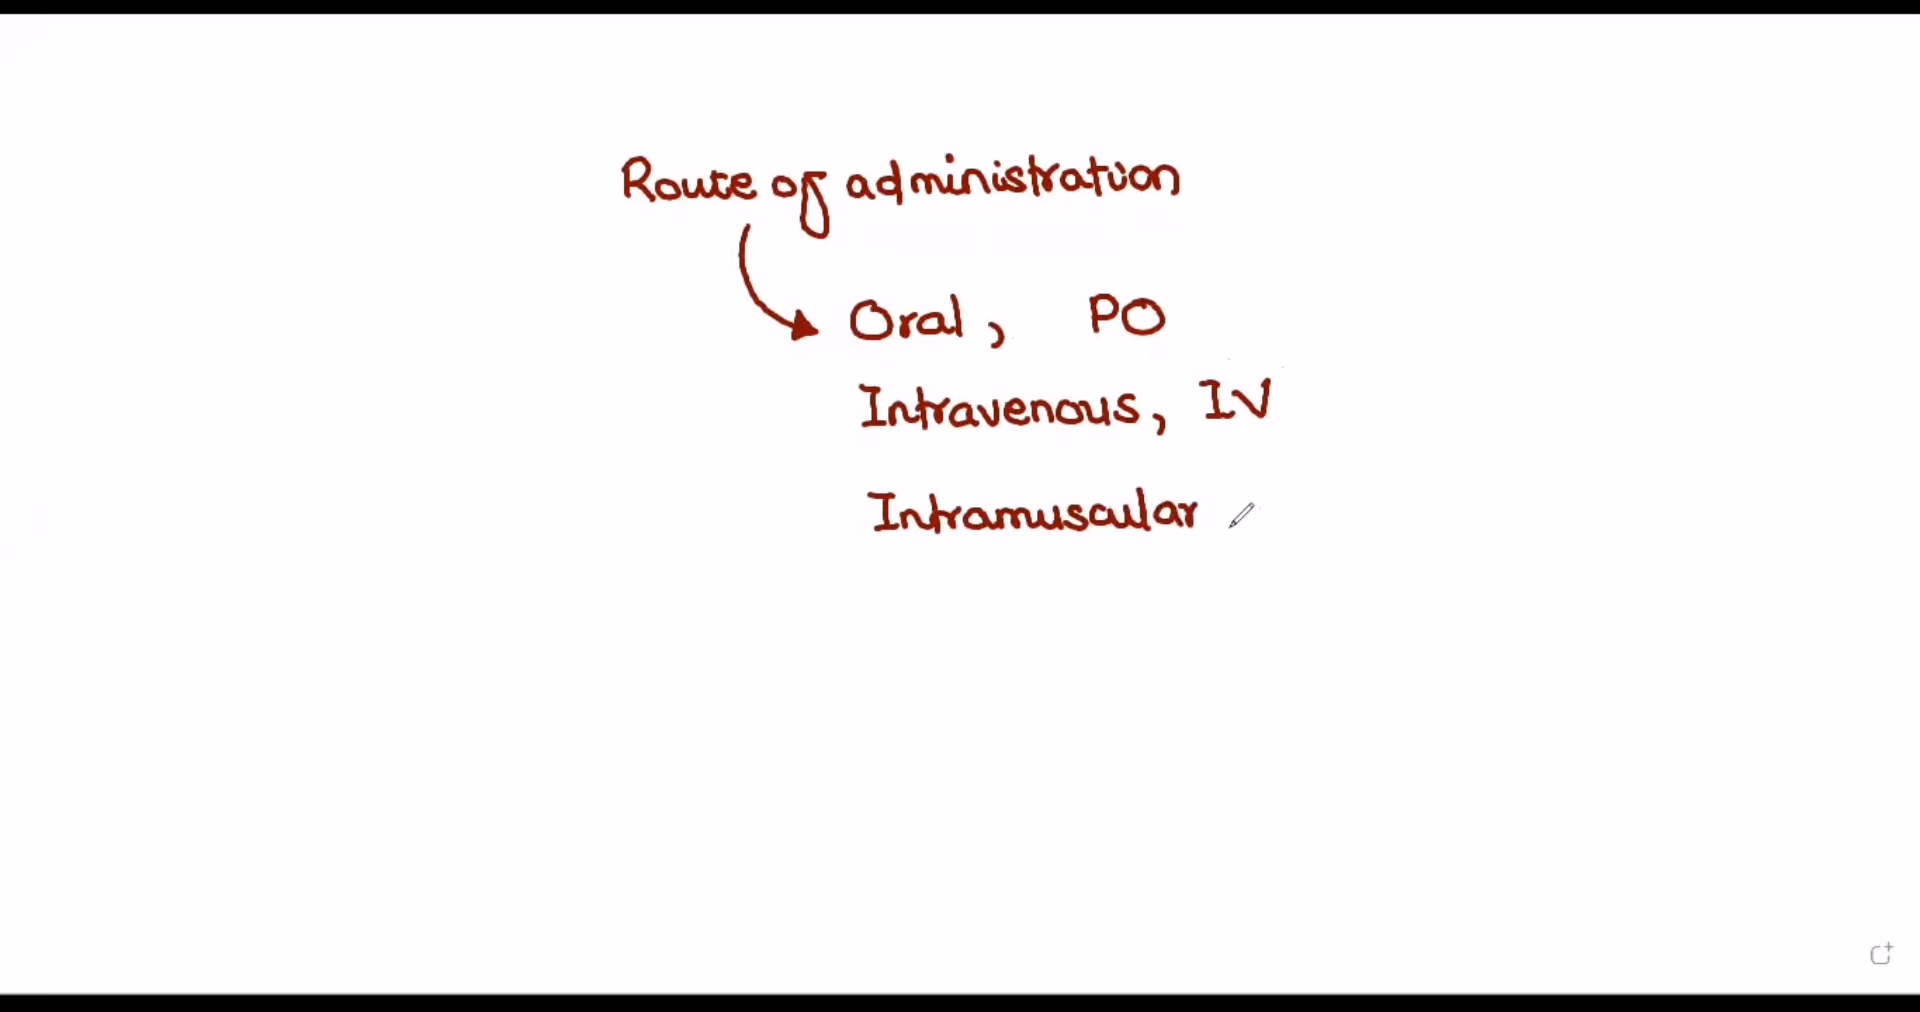 Route of administration
Oral, PO
Intravenous, IV
Intramuscular